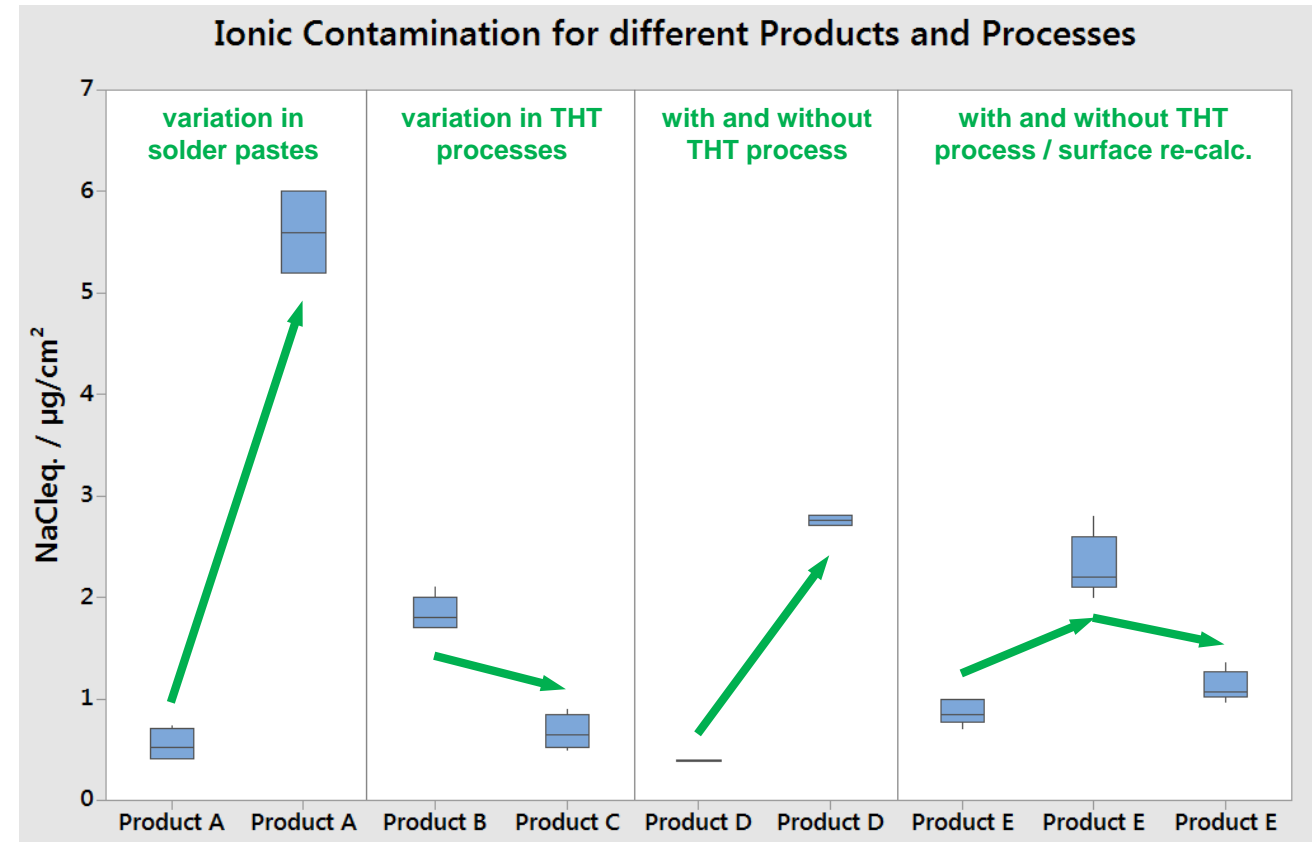 Ionic Contamination for different Products and Processes
NaCleq. / µg/cm²
7
6
5
4
3
2
1
0
variation in
solder pastes
variation in THT
processes
with and without
THT process
with and without THT
process / surface re-calc.
Product A Product A Product B Product C Product D Product D Product E Product E Product E